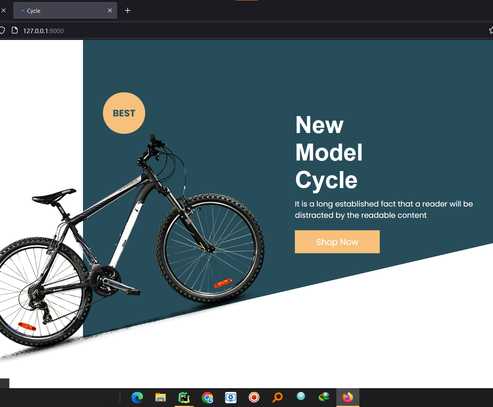 Cycle
127.0.0.1:8000
BEST
New
Model
Cycle
It is a long established fact that a reader will be
distracted by the readable content
Shop Now